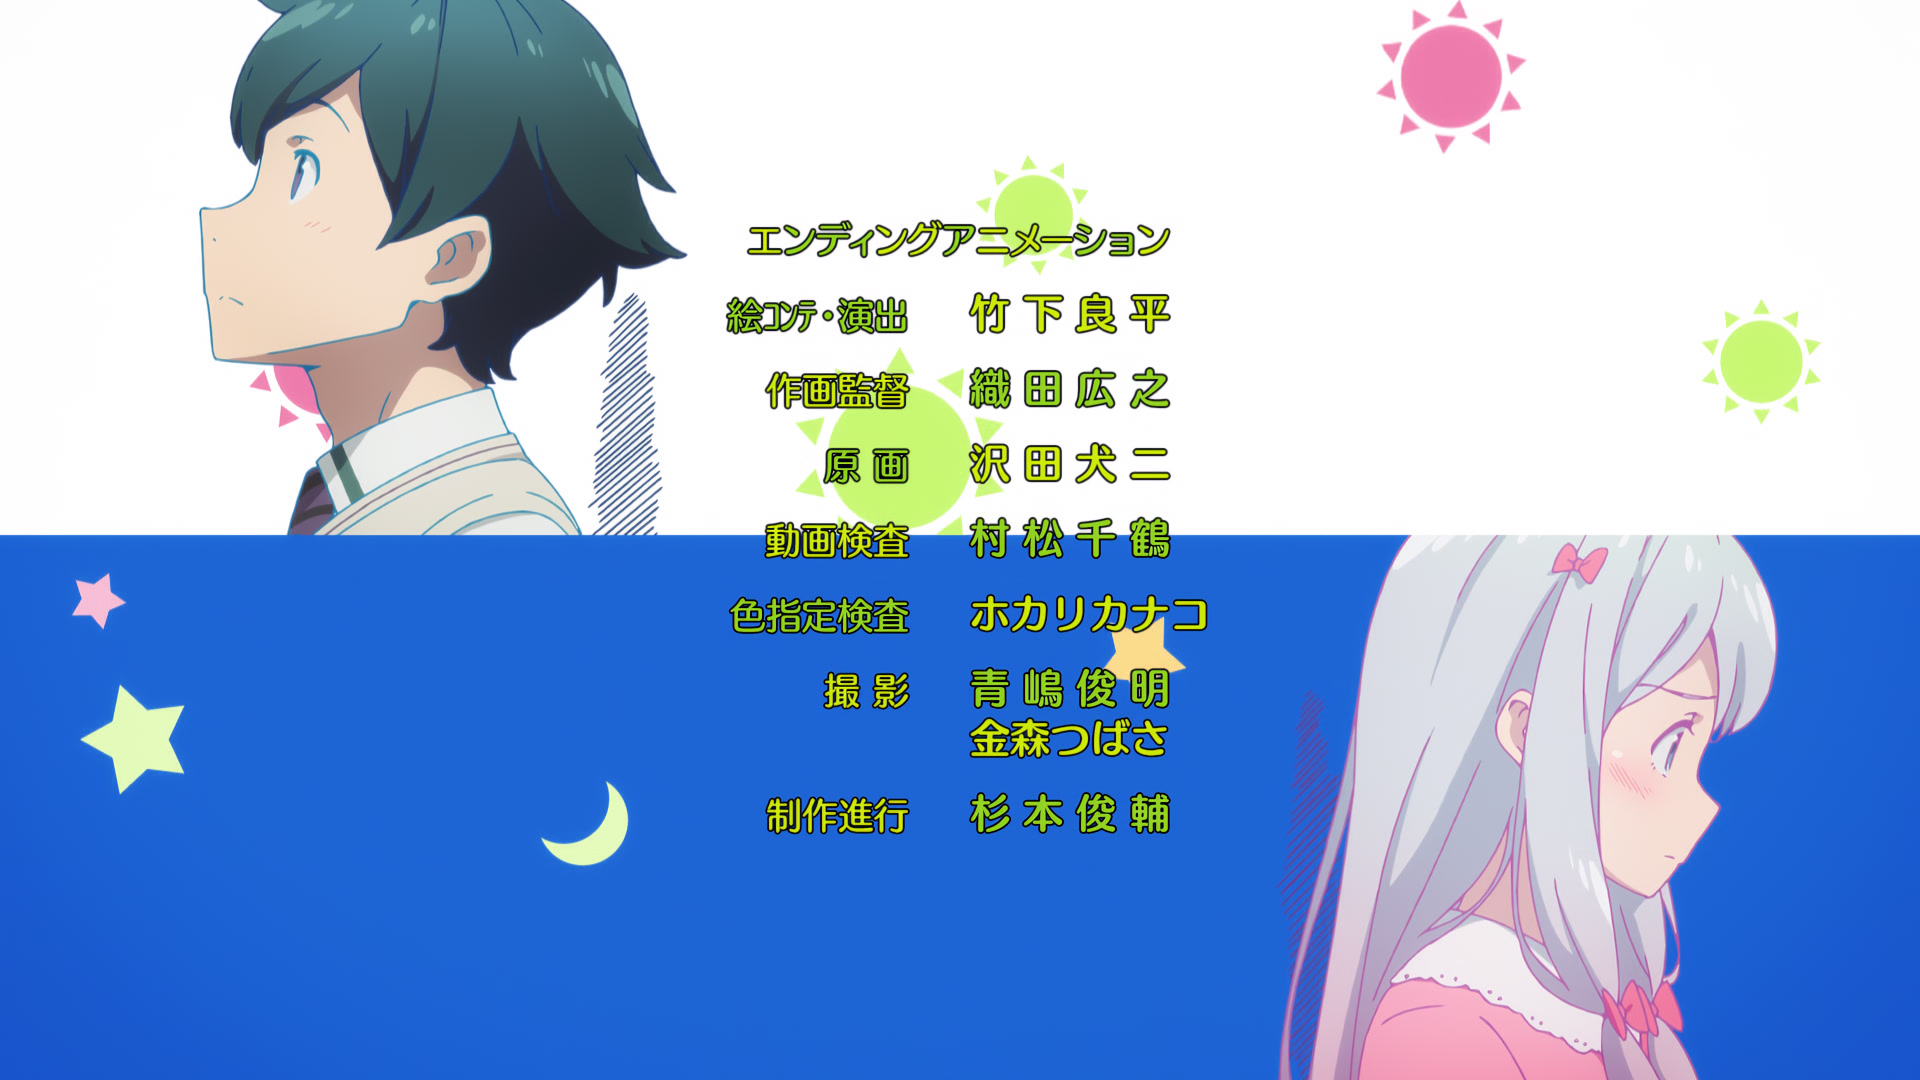 エンディングアニメーション
絵コンテ・演出 竹下良平
作画監督 織田広之
原画 沢田犬二
動画検査 村松千鶴
色指定検査 ホカリカナコ
撮影 青嶋俊明
金森つばさ
制作進行 杉本俊輔